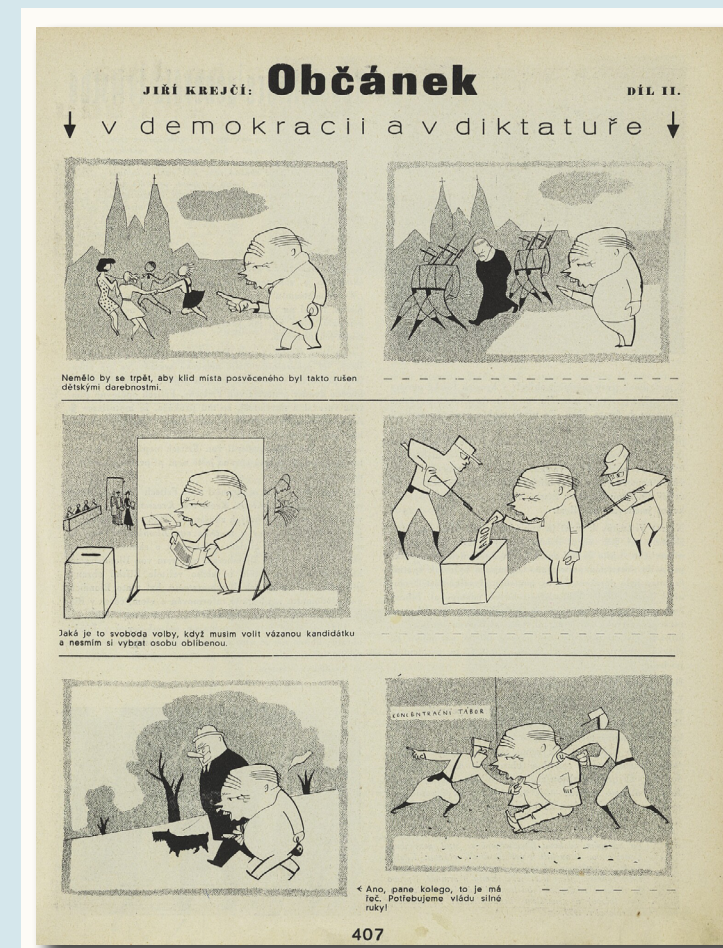 JIŘÍ KREJČÍ: Občánek DÍL II.
v demokracii a v diktatuře
Nemělo by se trpět, aby klid místa posvěceného byl takto rušen
dětskými darebnostmi.
Jaká je to svoboda volby, když musím volit vázanou kandidátku
a nesmím si vybrat osobu oblíbenou.
ANO
KONCENTRAČNÍ TÁBOR
Ano, pane kolego, to je má
řeč. Potřebujeme vládu silné
ruky!
407